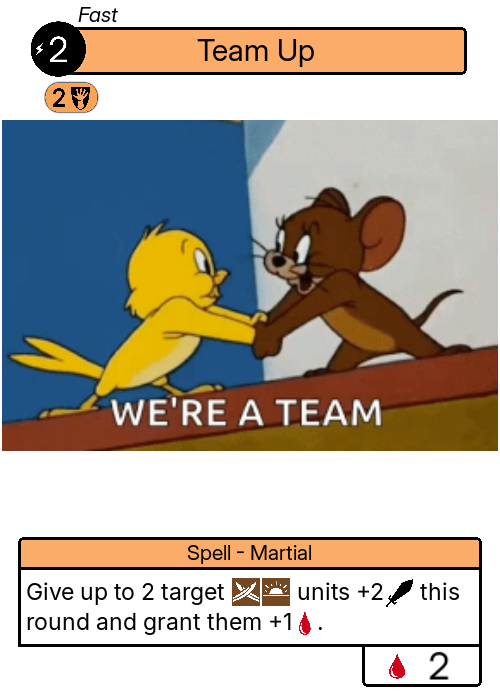 Fast
2 Team Up
2
WE'RE A TEAM
Spell - Martial
Give up to 2 target units +2 this
round and grant them +1 .
2